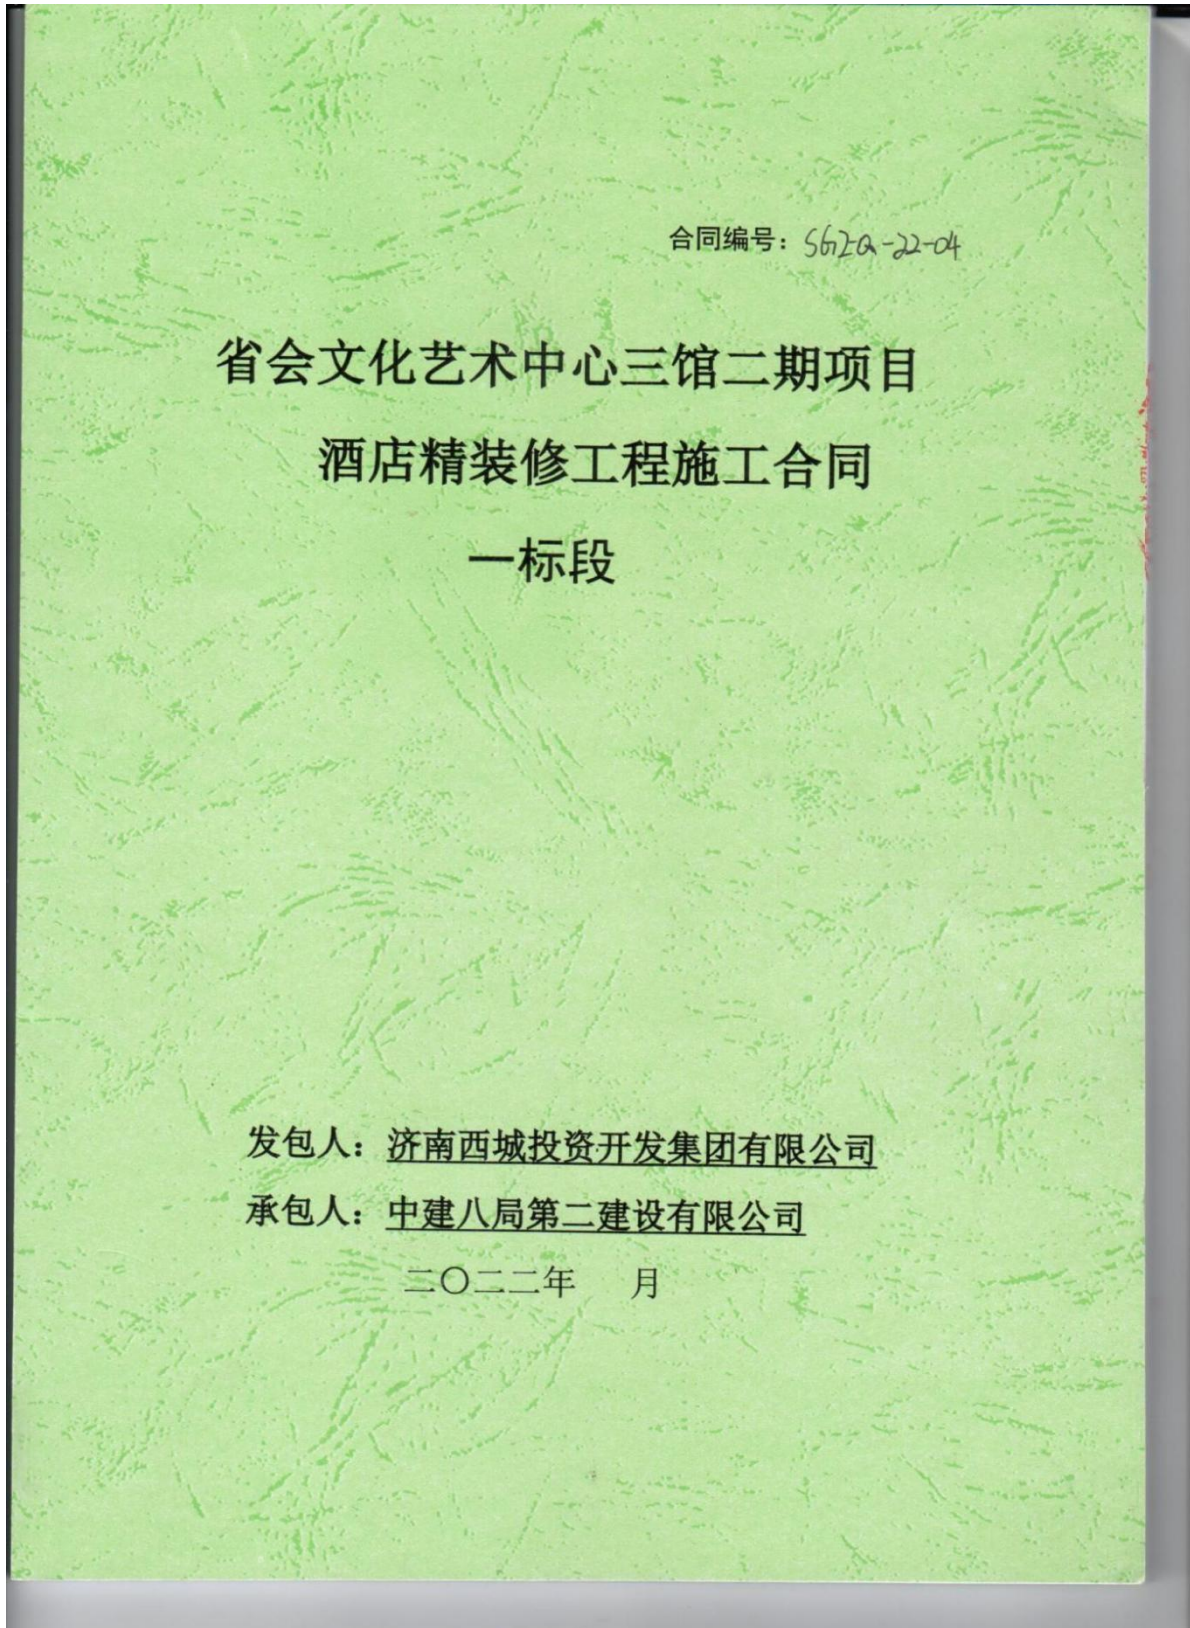 合同编号：SGZQ-22-04
省会文化艺术中心三馆二期项目
酒店精装修工程施工合同
一标段
发包人：济南西城投资开发集团有限公司
承包人：中建八局第二建设有限公司
二〇二二年 月